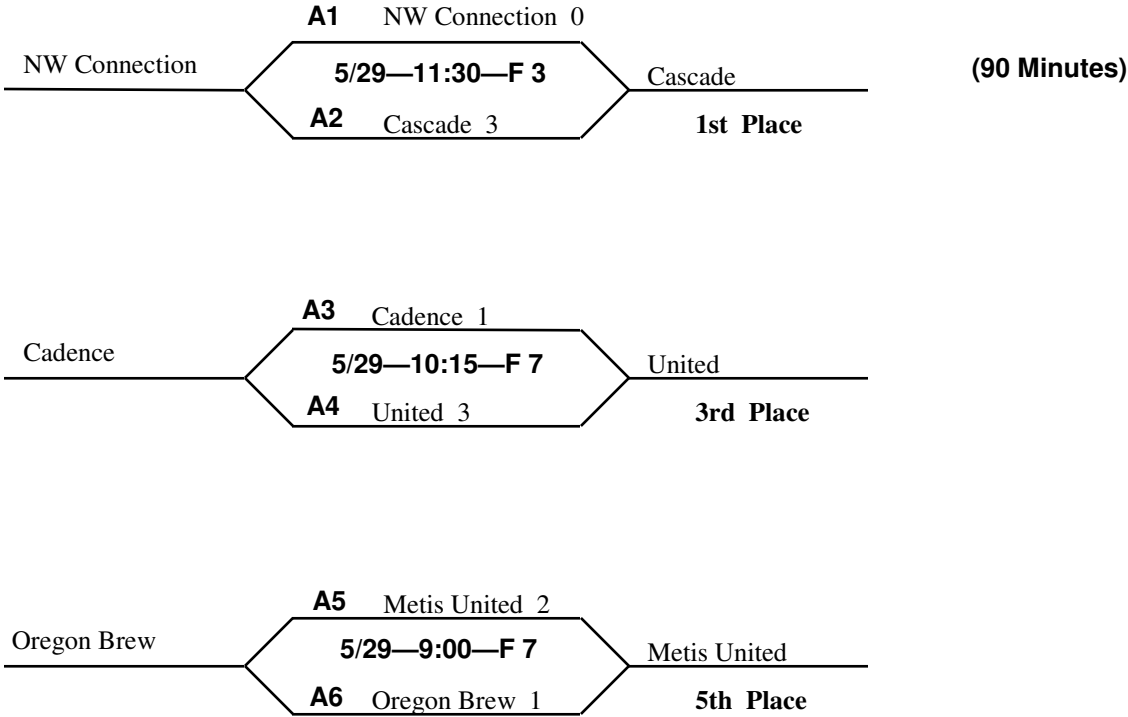 A1 NW Connection 0
NW Connection
5/29—11:30—F 3
Cascade
(90 Minutes)
A2 Cascade 3
1st Place
A3 Cadence 1
Cadence
5/29—10:15—F 7
United
A4 United 3
3rd Place
A5 Metis United 2
Oregon Brew
5/29—9:00—F 7
Metis United
A6 Oregon Brew 1
5th Place